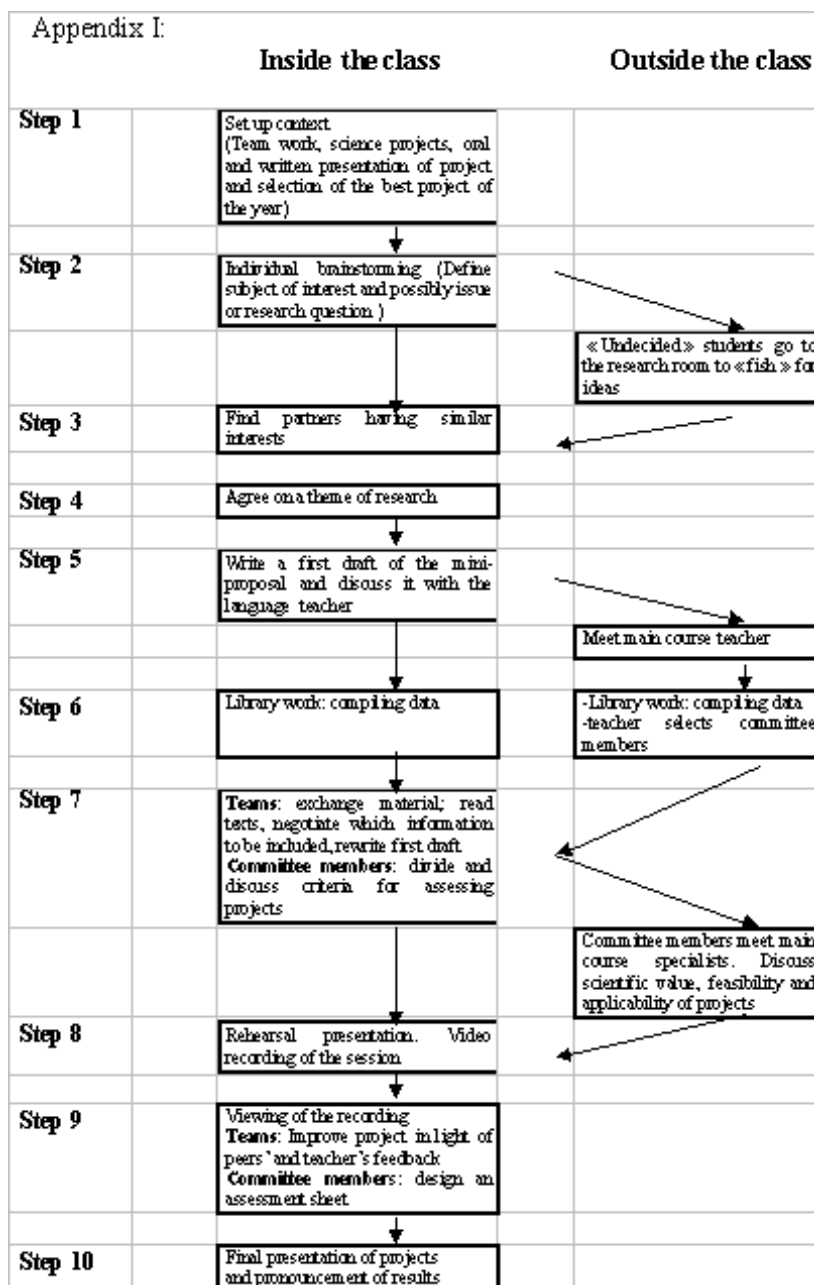 Appendix I:
Inside the class
Outside the class
Step 1
Set up context
(Team work, science projects, oral
and written presentation of project
and selection of the best project of
the year)
Step 2
Individual brainstorming (Define
subject of interest and possibly issue
or research question )
« Undecided » students go to
the research room to « fish » for
ideas
Step 3
Find partners having similar
interests
Step 4
Agree on a theme of research
Step 5
Write a first draft of the mini-
proposal and discuss it with the
language teacher
Meet main course teacher
Step 6
Library work: compiling data
-Library work: compiling data
-teacher selects committee
members
Step 7
Teams: exchange material; read
texts, negotiate which information
to be included, rewrite first draft
Committee members: divide and
discuss criteria for assessing
projects
Committee members meet main
course specialists. Discuss
scientific value, feasibility and
applicability of projects
Step 8
Rehearsal presentation. Video
recording of the session
Step 9
Viewing of the recording
Teams: Improve project in light of
peers' and teacher's feedback
Committee members: design an
assessment sheet
Step 10
Final presentation of projects
and pronouncement of results